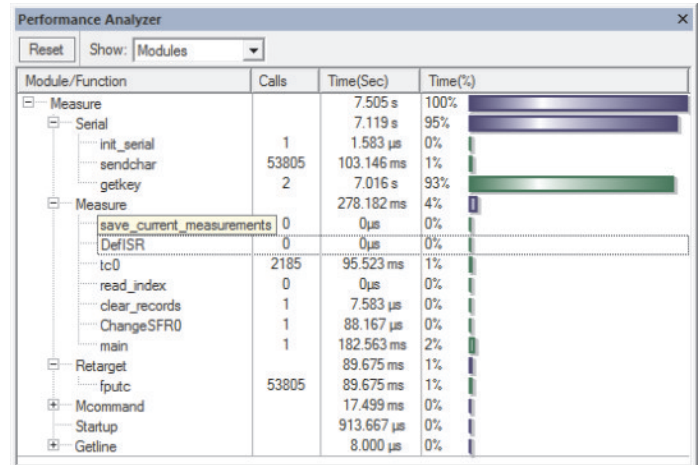 Performance Analyzer ×
Reset Show: Modules
Module/Function Calls Time(Sec) Time(%)
Measure 7.505 s 100%
Serial 7.119 s 95%
init_serial 1 1.583 µs 0%
sendchar 53805 103.146 ms 1%
getkey 2 7.016 s 93%
Measure 278.182 ms 4%
save_current_measurements 0 0µs 0%
DefISR 0 0µs 0%
tc0 2185 95.523 ms 1%
read_index 0 0µs 0%
clear_records 1 7.583 µs 0%
ChangeSFR0 1 88.167 µs 0%
main 1 182.563 ms 2%
Retarget 89.675 ms 1%
fputc 53805 89.675 ms 1%
Mcommand 17.499 ms 0%
Startup 913.667 µs 0%
Getline 8.000 µs 0%